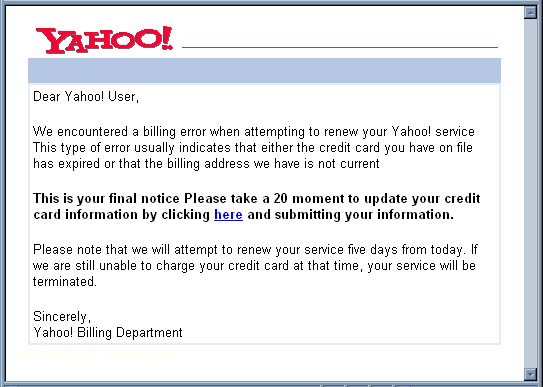 YAHOO!
Dear Yahoo! User,
We encountered a billing error when attempting to renew your Yahoo! service
This type of error usually indicates that either the credit card you have on file
has expired or that the billing address we have is not current
This is your final notice Please take a 20 moment to update your credit
card information by clicking here and submitting your information.
Please note that we will attempt to renew your service five days from today. If
we are still unable to charge your credit card at that time, your service will be
terminated.
Sincerely,
Yahoo! Billing Department